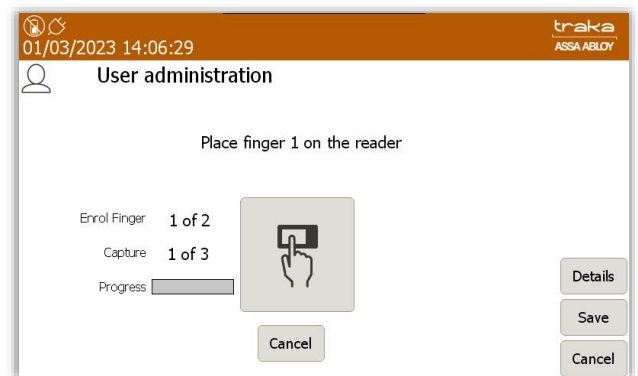 traka
01/03/2023 14:06:29
ASSA ABLOY
User administration
Place finger 1 on the reader
Enrol Finger 1 of 2
Capture 1 of 3
Progress
Details
Save
Cancel
Cancel